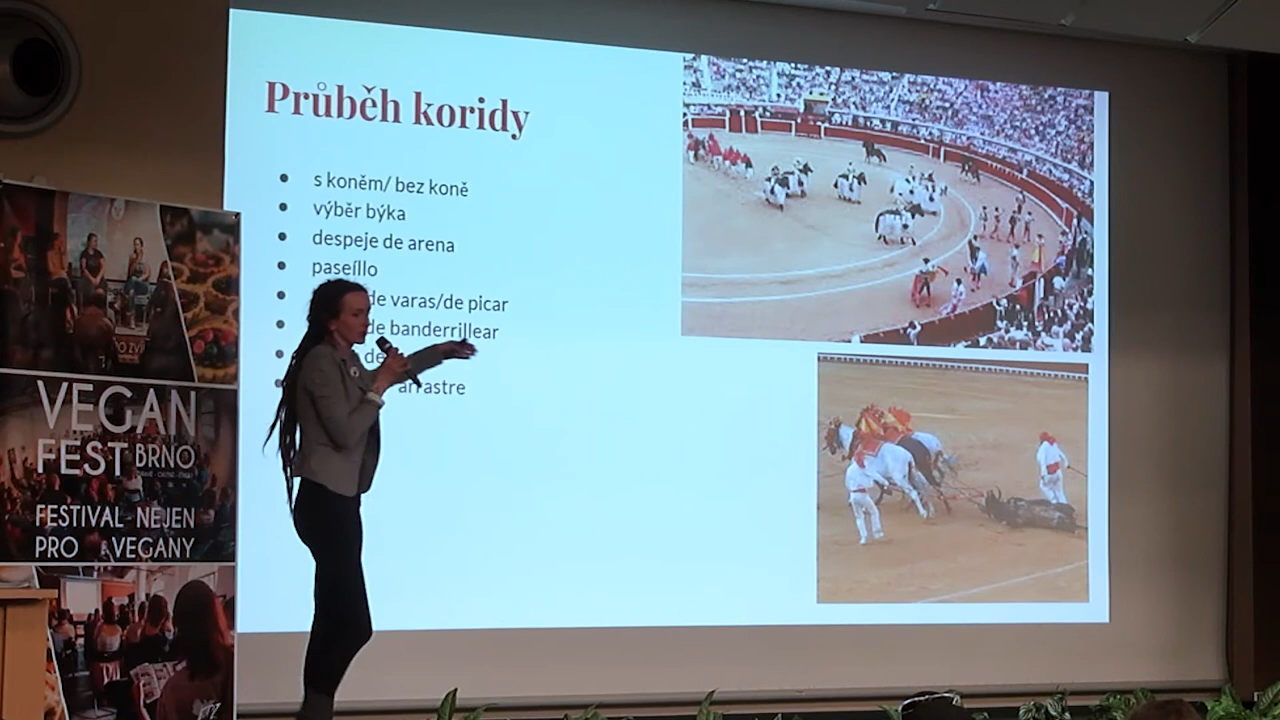 Průběh koridy
s koněm/ bez koně
výběr býka
despeje de arena
paseíllo
de varas/de picar
de banderrillear
de
arrastre
VEGAN
FEST BRNO
FESTIVAL NEJEN
PRO VEGANY